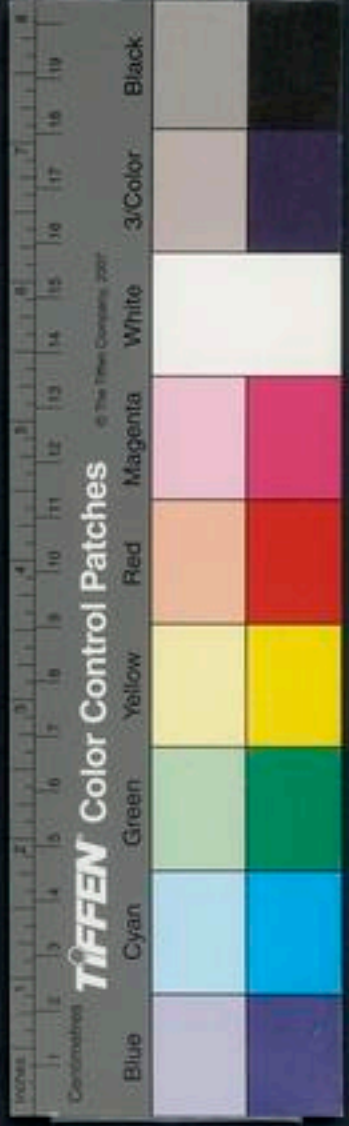 Inches 1 2 3 4 5 6 7 8
Centimetres 1 2 3 4 5 6 7 8 9 10 11 12 13 14 15 16 17 18 19
TIFFEN Color Control Patches
© The Tiffen Company, 2007
Blue Cyan Green Yellow Red Magenta White 3/Color Black